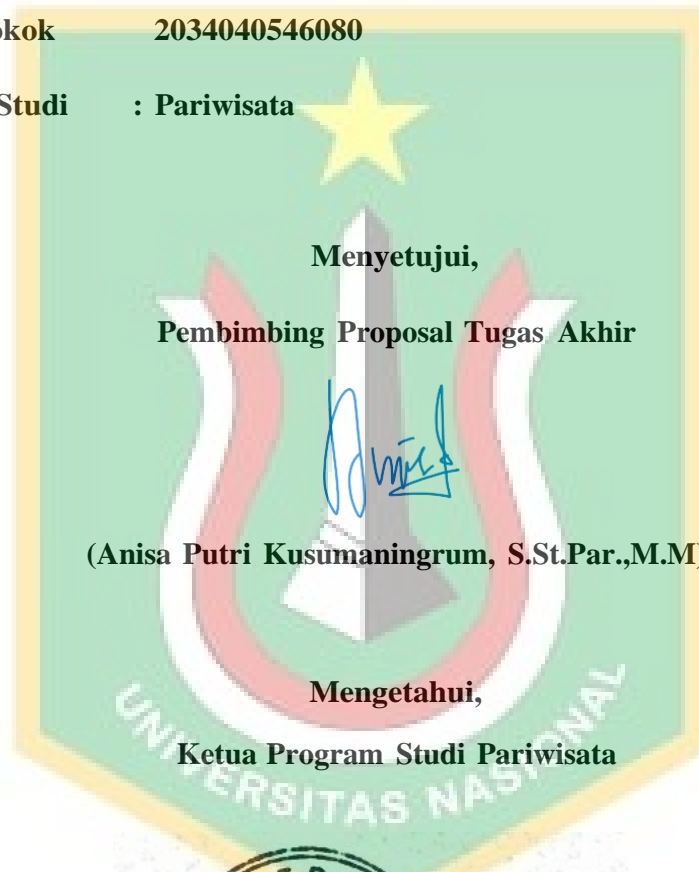 okok 2034040546080
Studi : Pariwisata
Menyetujui,
Pembimbing Proposal Tugas Akhir
(Anisa Putri Kusumaningrum, S.St.Par.,M.M)
Mengetahui,
Ketua Program Studi Pariwisata
UNIVERSITAS NASIONAL